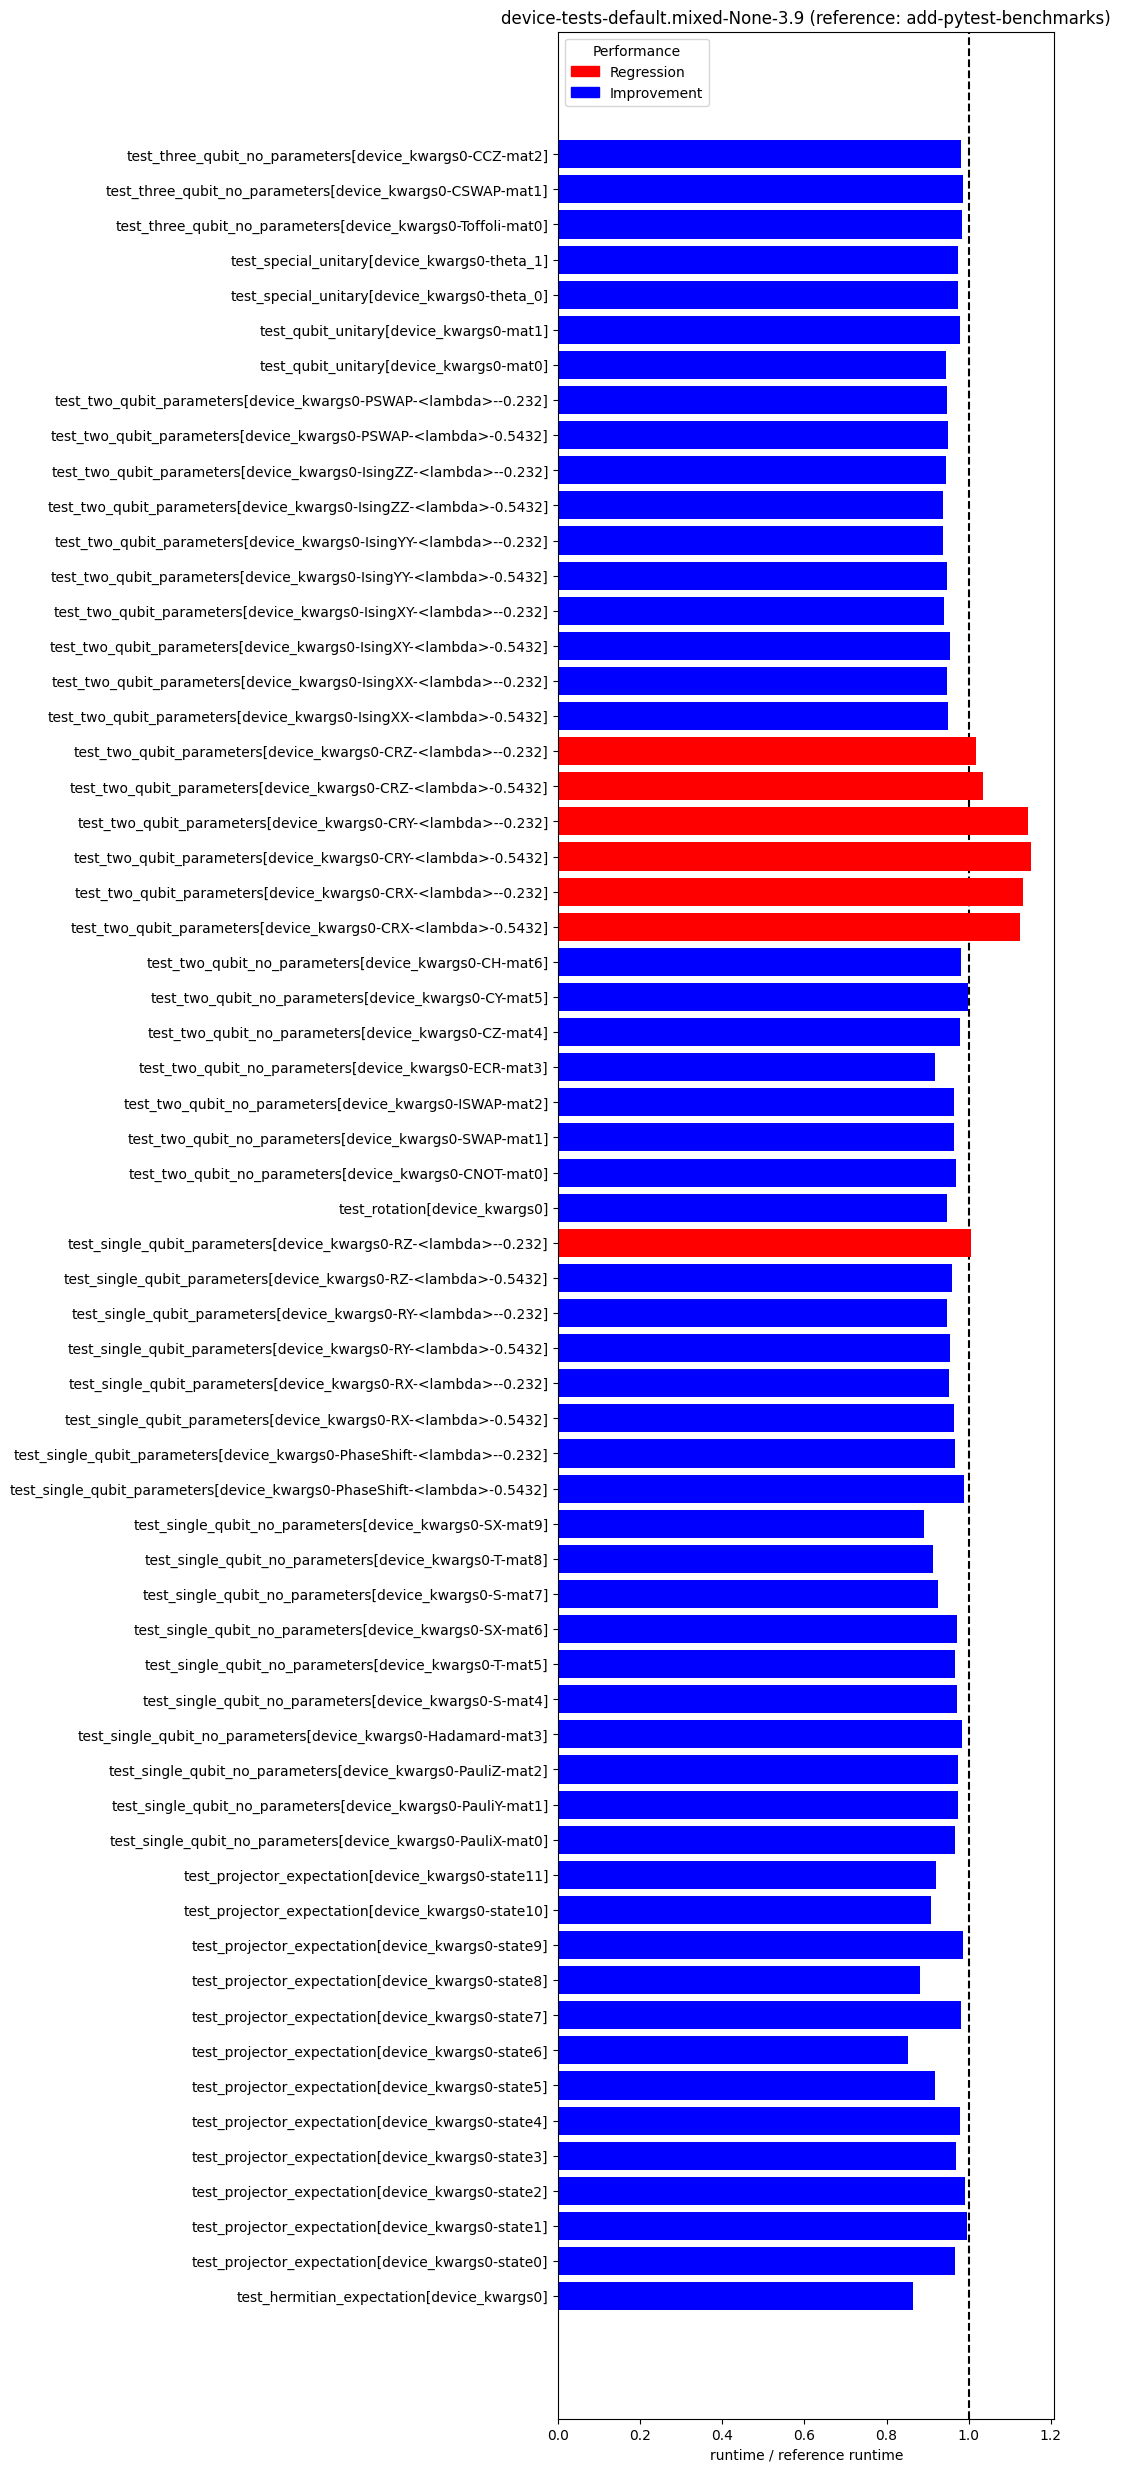 device-tests-default.mixed-None-3.9 (reference: add-pytest-benchmarks)
Performance
Regression
Improvement
test_three_qubit_no_parameters[device_kwargs0-CCZ-mat2]
test_three_qubit_no_parameters[device_kwargs0-CSWAP-mat1]
test_three_qubit_no_parameters[device_kwargs0-Toffoli-mat0]
test_special_unitary[device_kwargs0-theta_1]
test_special_unitary[device_kwargs0-theta_0]
test_qubit_unitary[device_kwargs0-mat1]
test_qubit_unitary[device_kwargs0-mat0]
test_two_qubit_parameters[device_kwargs0-PSWAP-<lambda>--0.232]
test_two_qubit_parameters[device_kwargs0-PSWAP-<lambda>-0.5432]
test_two_qubit_parameters[device_kwargs0-IsingZZ-<lambda>--0.232]
test_two_qubit_parameters[device_kwargs0-IsingZZ-<lambda>-0.5432]
test_two_qubit_parameters[device_kwargs0-IsingYY-<lambda>--0.232]
test_two_qubit_parameters[device_kwargs0-IsingYY-<lambda>-0.5432]
test_two_qubit_parameters[device_kwargs0-IsingXY-<lambda>--0.232]
test_two_qubit_parameters[device_kwargs0-IsingXY-<lambda>-0.5432]
test_two_qubit_parameters[device_kwargs0-IsingXX-<lambda>--0.232]
test_two_qubit_parameters[device_kwargs0-IsingXX-<lambda>-0.5432]
test_two_qubit_parameters[device_kwargs0-CRZ-<lambda>--0.232]
test_two_qubit_parameters[device_kwargs0-CRZ-<lambda>-0.5432]
test_two_qubit_parameters[device_kwargs0-CRY-<lambda>--0.232]
test_two_qubit_parameters[device_kwargs0-CRY-<lambda>-0.5432]
test_two_qubit_parameters[device_kwargs0-CRX-<lambda>--0.232]
test_two_qubit_parameters[device_kwargs0-CRX-<lambda>-0.5432]
test_two_qubit_no_parameters[device_kwargs0-CH-mat6]
test_two_qubit_no_parameters[device_kwargs0-CY-mat5]
test_two_qubit_no_parameters[device_kwargs0-CZ-mat4]
test_two_qubit_no_parameters[device_kwargs0-ECR-mat3]
test_two_qubit_no_parameters[device_kwargs0-ISWAP-mat2]
test_two_qubit_no_parameters[device_kwargs0-SWAP-mat1]
test_two_qubit_no_parameters[device_kwargs0-CNOT-mat0]
test_rotation[device_kwargs0]
test_single_qubit_parameters[device_kwargs0-RZ-<lambda>--0.232]
test_single_qubit_parameters[device_kwargs0-RZ-<lambda>-0.5432]
test_single_qubit_parameters[device_kwargs0-RY-<lambda>--0.232]
test_single_qubit_parameters[device_kwargs0-RY-<lambda>-0.5432]
test_single_qubit_parameters[device_kwargs0-RX-<lambda>--0.232]
test_single_qubit_parameters[device_kwargs0-RX-<lambda>-0.5432]
test_single_qubit_parameters[device_kwargs0-PhaseShift-<lambda>--0.232]
test_single_qubit_parameters[device_kwargs0-PhaseShift-<lambda>-0.5432]
test_single_qubit_no_parameters[device_kwargs0-SX-mat9]
test_single_qubit_no_parameters[device_kwargs0-T-mat8]
test_single_qubit_no_parameters[device_kwargs0-S-mat7]
test_single_qubit_no_parameters[device_kwargs0-SX-mat6]
test_single_qubit_no_parameters[device_kwargs0-T-mat5]
test_single_qubit_no_parameters[device_kwargs0-S-mat4]
test_single_qubit_no_parameters[device_kwargs0-Hadamard-mat3]
test_single_qubit_no_parameters[device_kwargs0-PauliZ-mat2]
test_single_qubit_no_parameters[device_kwargs0-PauliY-mat1]
test_single_qubit_no_parameters[device_kwargs0-PauliX-mat0]
test_projector_expectation[device_kwargs0-state11]
test_projector_expectation[device_kwargs0-state10]
test_projector_expectation[device_kwargs0-state9]
test_projector_expectation[device_kwargs0-state8]
test_projector_expectation[device_kwargs0-state7]
test_projector_expectation[device_kwargs0-state6]
test_projector_expectation[device_kwargs0-state5]
test_projector_expectation[device_kwargs0-state4]
test_projector_expectation[device_kwargs0-state3]
test_projector_expectation[device_kwargs0-state2]
test_projector_expectation[device_kwargs0-state1]
test_projector_expectation[device_kwargs0-state0]
test_hermitian_expectation[device_kwargs0]
0.0 0.2 0.4 0.6 0.8 1.0 1.2
runtime / reference runtime